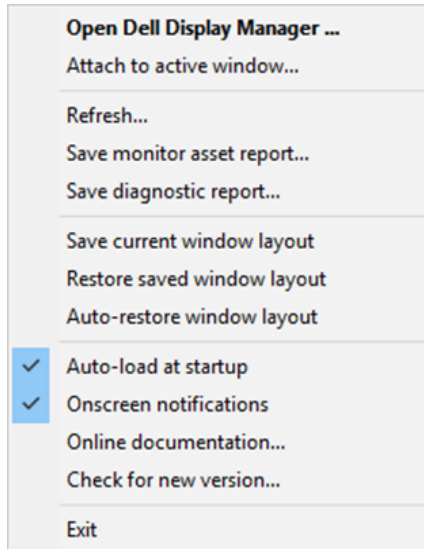 Open Dell Display Manager ...
Attach to active window...
Refresh...
Save monitor asset report...
Save diagnostic report...
Save current window layout
Restore saved window layout
Auto-restore window layout
Auto-load at startup
Onscreen notifications
Online documentation...
Check for new version...
Exit